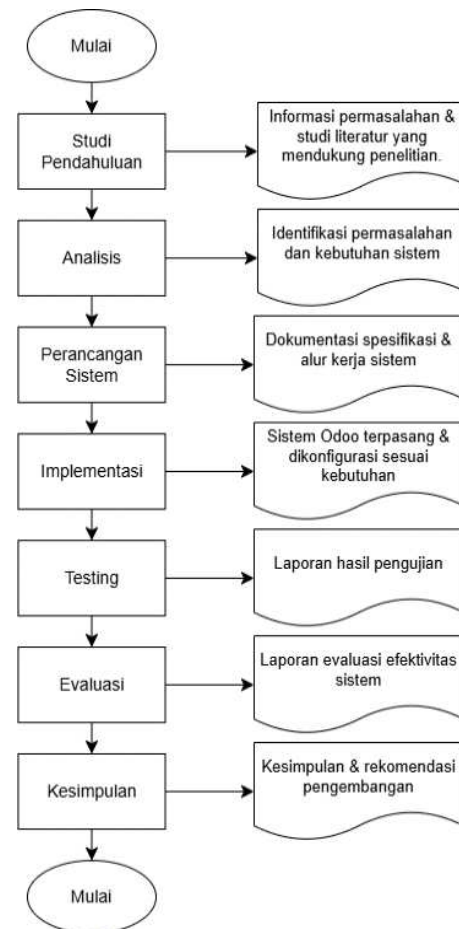 Mulai
Studi
Pendahuluan
Informasi permasalahan &
studi literatur yang
mendukung penelitian.
Analisis
Identifikasi permasalahan
dan kebutuhan sistem
Perancangan
Sistem
Dokumentasi spesifikasi &
alur kerja sistem
Implementasi
Sistem Odoo terpasang &
dikonfigurasi sesuai
kebutuhan
Testing
Laporan hasil pengujian
Evaluasi
Laporan evaluasi efektivitas
sistem
Kesimpulan
Kesimpulan & rekomendasi
pengembangan
Mulai